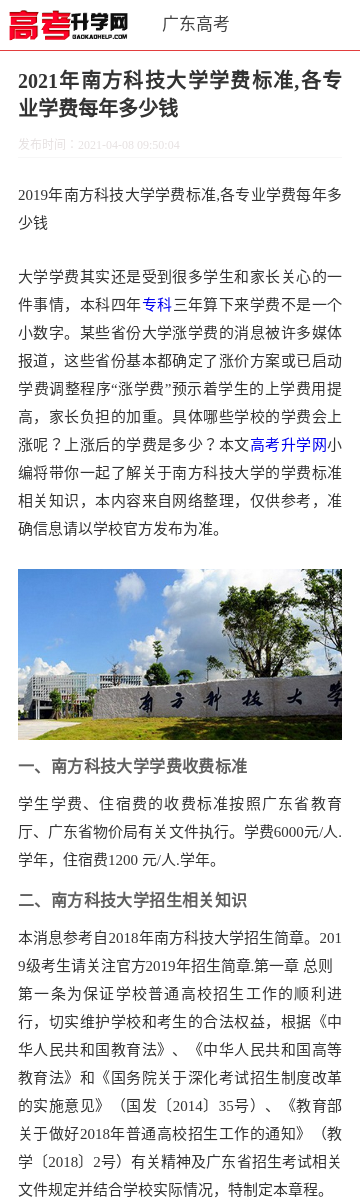 高考升学网
GAOKAOHELP.COM
广东高考
2021年南方科技大学学费标准,各专
业学费每年多少钱
发布时间：2021-04-08 09:50:04
2019年南方科技大学学费标准,各专业学费每年多
少钱
大学学费其实还是受到很多学生和家长关心的一
件事情，本科四年专科三年算下来学费不是一个
小数字。某些省份大学涨学费的消息被许多媒体
报道，这些省份基本都确定了涨价方案或已启动
学费调整程序“涨学费”预示着学生的上学费用提
高，家长负担的加重。具体哪些学校的学费会上
涨呢？上涨后的学费是多少？本文高考升学网小
编将带你一起了解关于南方科技大学的学费标准
相关知识，本内容来自网络整理，仅供参考，准
确信息请以学校官方发布为准。
南方科技大学
一、南方科技大学学费收费标准
学生学费、住宿费的收费标准按照广东省教育
厅、广东省物价局有关文件执行。学费6000元/人.
学年，住宿费1200 元/人.学年。
二、南方科技大学招生相关知识
本消息参考自2018年南方科技大学招生简章。201
9级考生请关注官方2019年招生简章.第一章 总则
第一条为保证学校普通高校招生工作的顺利进
行，切实维护学校和考生的合法权益，根据《中
华人民共和国教育法》、《中华人民共和国高等
教育法》和《国务院关于深化考试招生制度改革
的实施意见》（国发〔2014〕35号）、《教育部
关于做好2018年普通高校招生工作的通知》（教
学〔2018〕2号）有关精神及广东省招生考试相关
文件规定并结合学校实际情况，特制定本章程。